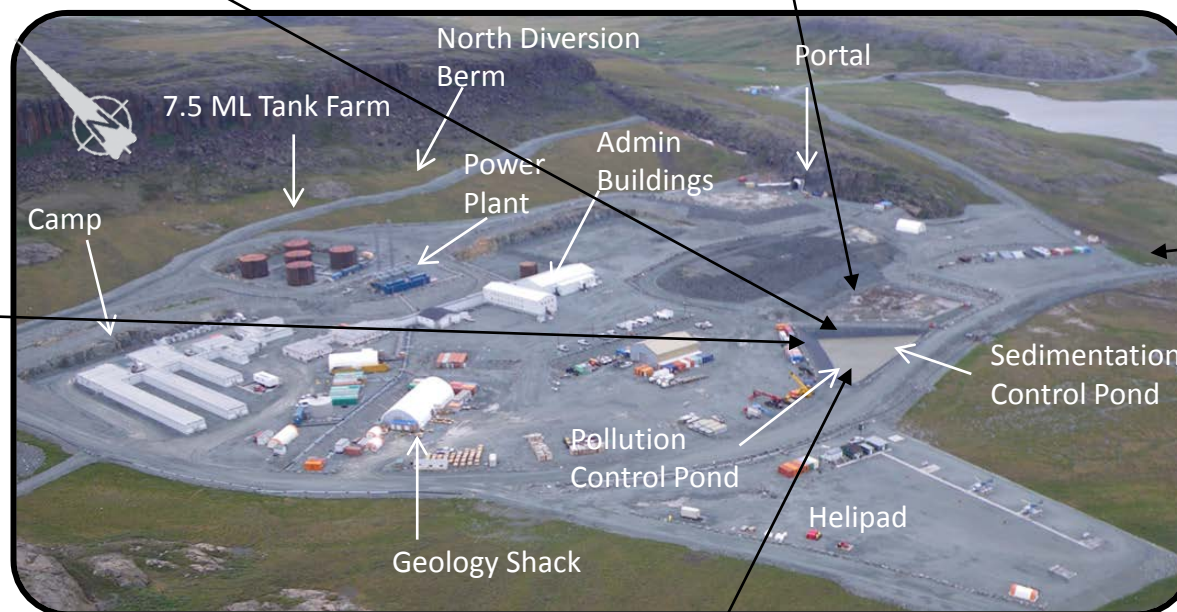 North Diversion
Berm
Portal
7.5 ML Tank Farm
Admin
Buildings
Power
Plant
Camp
Sedimentation
Control Pond
Pollution
Control Pond
Helipad
Geology Shack